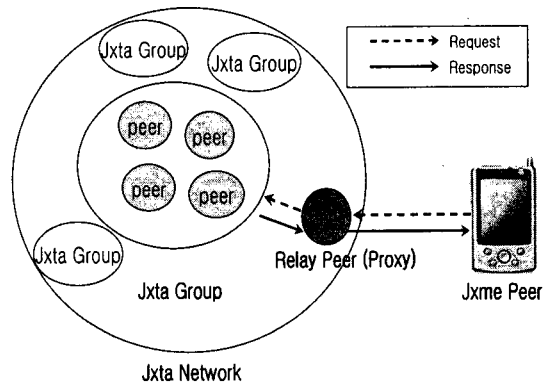 Jxta Group
Jxta Group
Request
Response
peer
peer
peer
peer
Jxta Group
Relay Peer (Proxy)
Jxta Group
Jxme Peer
Jxta Network